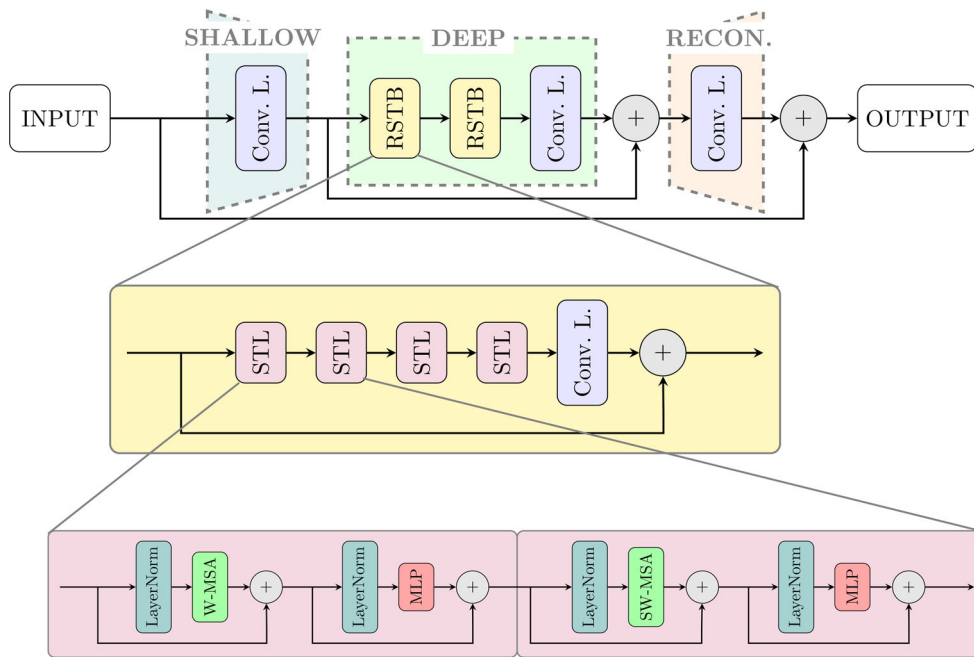 SHALLOW
DEEP
RECON.
INPUT
Conv. L.
RSTB
RSTB
Conv. L.
+
Conv. L.
+
OUTPUT
STL
STL
STL
STL
Conv. L.
+
LayerNorm
W-MSA
+
LayerNorm
MLP
+
LayerNorm
SW-MSA
+
LayerNorm
MLP
+